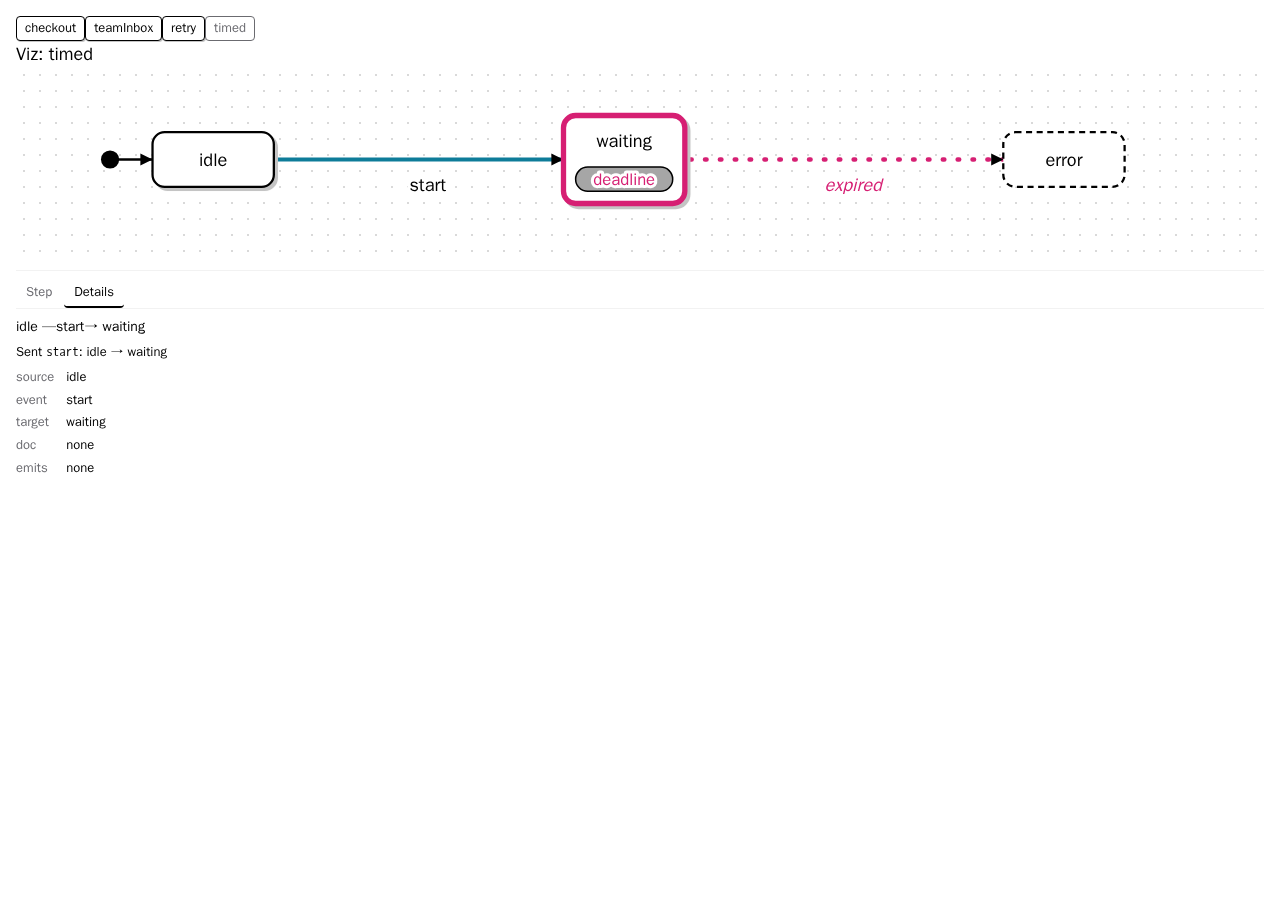 checkout teamInbox retry timed
Viz: timed
idle
start
waiting
deadline
expired
error
Step Details
idle —start→ waiting
Sent start: idle → waiting
source idle
event start
target waiting
doc none
emits none